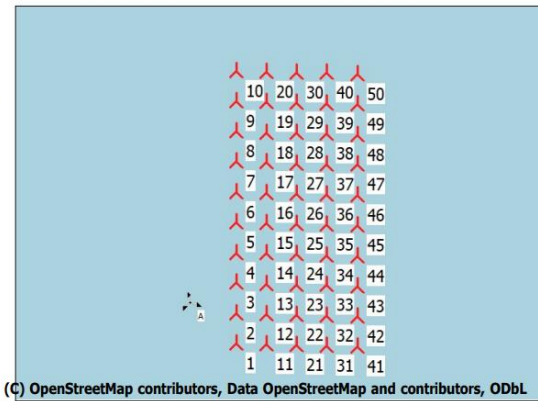 10 20 30 40 50
9 19 29 39 49
8 18 28 38 48
7 17 27 37 47
6 16 26 36 46
5 15 25 35 45
4 14 24 34 44
3 13 23 33 43
A
2 12 22 32 42
1 11 21 31 41
(C) OpenStreetMap contributors, Data OpenStreetMap and contributors, ODbL